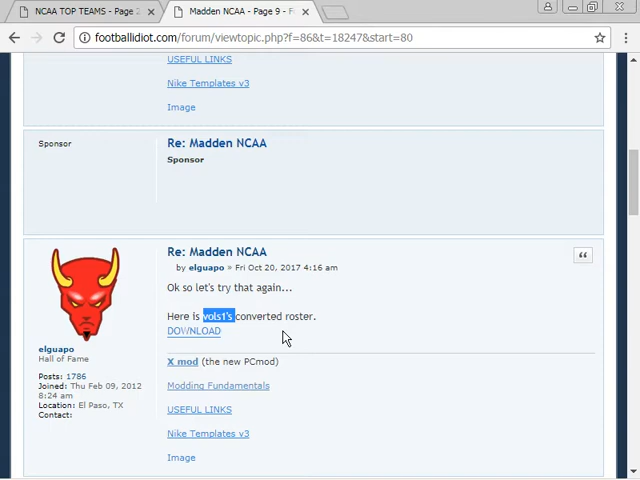 NCAA TOP TEAMS - Page 2
Madden NCAA - Page 9 - F
footballidiot.com/forum/viewtopic.php?f=86&t=18247&start=80
USEFUL LINKS
Nike Templates v3
Image
Sponsor
Re: Madden NCAA
Sponsor
Re: Madden NCAA
by elguapo » Fri Oct 20, 2017 4:16 am
Ok so let's try that again...
Here is vols1's converted roster.
DOWNLOAD
elguapo
Hall of Fame
Posts: 1786
Joined: Thu Feb 09, 2012
8:24 am
Location: El Paso, TX
Contact:
X mod (the new PCmod)
Modding Fundamentals
USEFUL LINKS
Nike Templates v3
Image